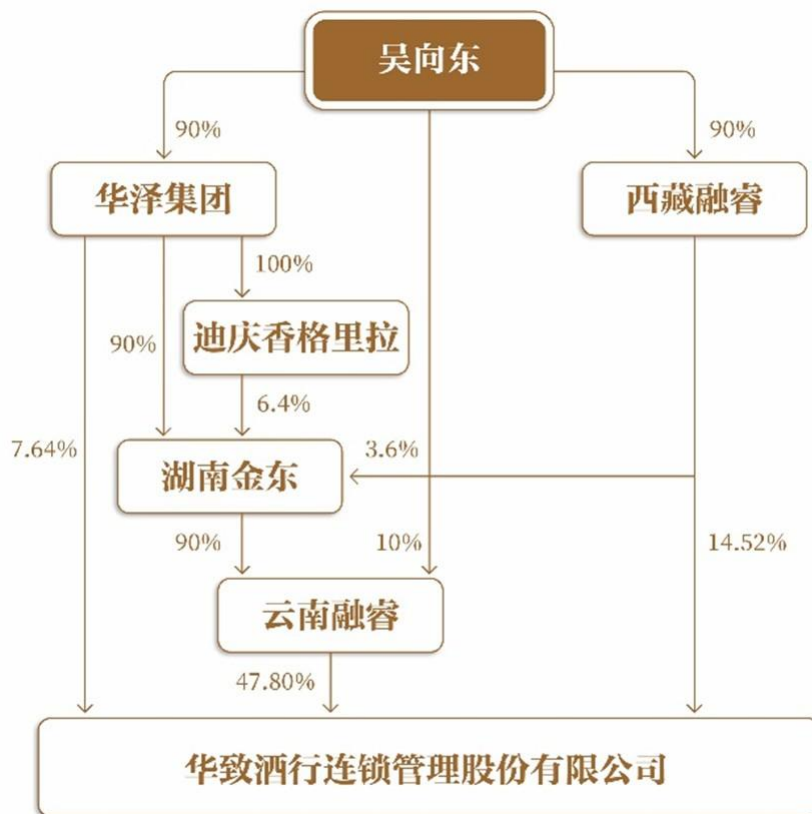 吴向东
90%
90%
华泽集团
西藏融睿
100%
迪庆香格里拉
90%
6.4%
7.64%
3.6%
湖南金东
90%
10%
14.52%
云南融睿
47.80%
华致酒行连锁管理股份有限公司